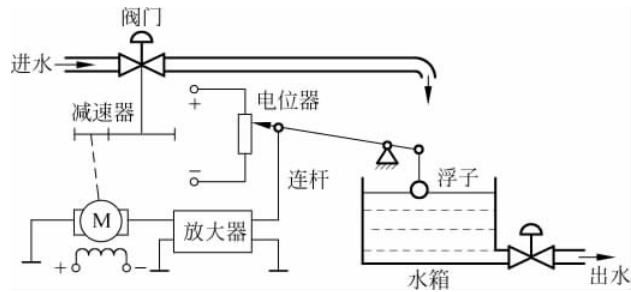 阀门
进水
减速器
+
电位器
−
连杆
浮子
M
放大器
+
−
水箱
出水